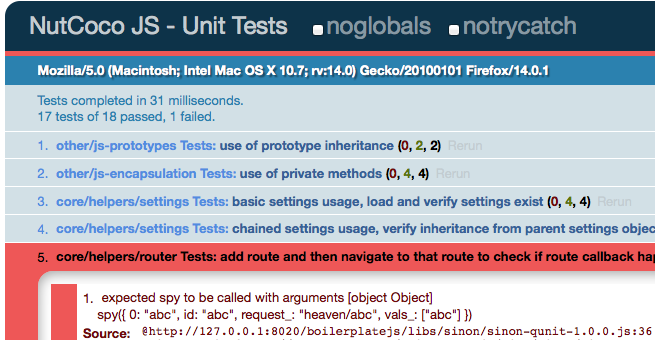 NutCoco JS - Unit Tests noglobals notrycatch
Mozilla/5.0 (Macintosh; Intel Mac OS X 10.7; rv:14.0) Gecko/20100101 Firefox/14.0.1
Tests completed in 31 milliseconds.
17 tests of 18 passed, 1 failed.
1. other/js-prototypes Tests: use of prototype inheritance (0, 2, 2) Rerun
2. other/js-encapsulation Tests: use of private methods (0, 4, 4) Rerun
3. core/helpers/settings Tests: basic settings usage, load and verify settings exist (0, 4, 4) Rerun
4. core/helpers/settings Tests: chained settings usage, verify inheritance from parent settings objec
5. core/helpers/router Tests: add route and then navigate to that route to check if route callback hap
1. expected spy to be called with arguments [object Object]
spy({ 0: "abc", id: "abc", request_: "heaven/abc", vals_: ["abc"] })
Source: @http://127.0.0.1:8020/boilerplatejs/libs/sinon/sinon-qunit-1.0.0.js:36